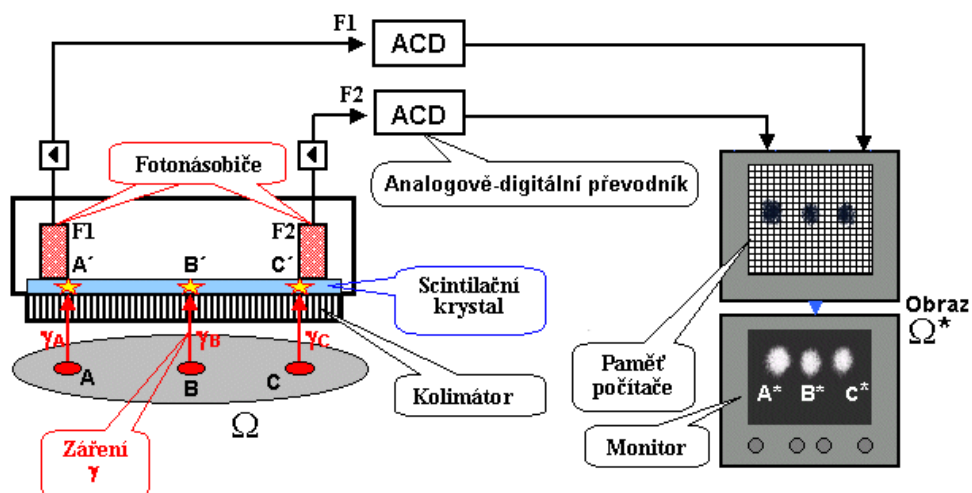 F1
ACD
F2
ACD
Fotonásobiče
Analogově-digitální převodník
F1
F2
A´
B´
C´
Scintilační
krystal
Obraz
Ω*
γA
γB
γC
A
B
C
Kolimátor
Paměť
počítače
A*
B*
C*
Ω
Záření
γ
Monitor